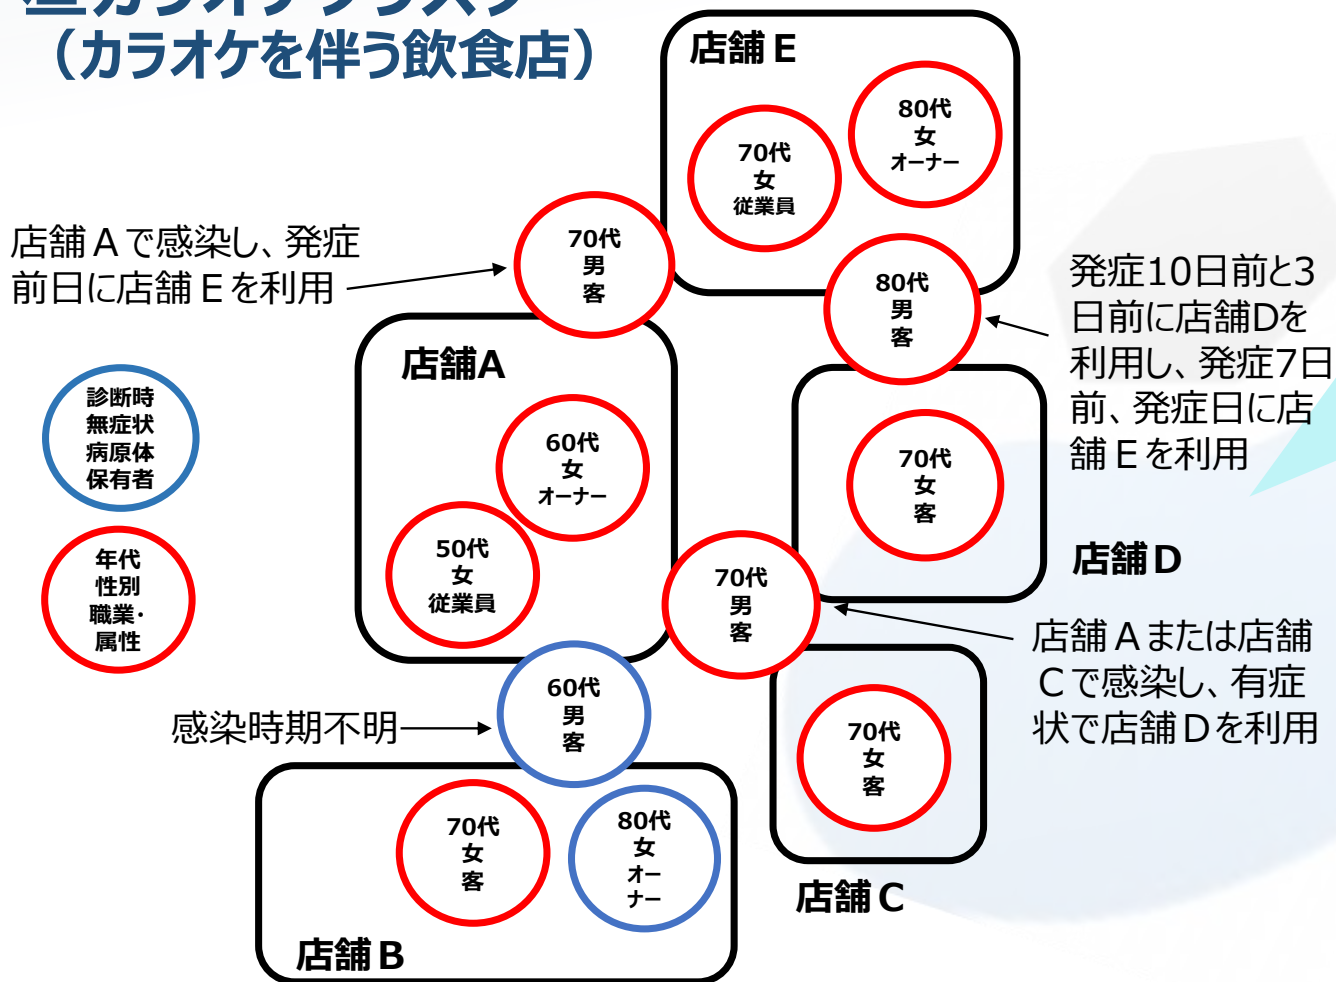 カラオケクラスター
（カラオケを伴う飲食店）
店舗Ｅ
80代
女
オーナー
70代
女
従業員
店舗Ａで感染し、発症
前日に店舗Ｅを利用
70代
男
客
80代
男
客
発症10日前と3
日前に店舗Dを
利用し、発症7日
前、発症日に店
舗Ｅを利用
店舗A
診断時
無症状
病原体
保有者
60代
女
オーナー
70代
女
客
年代
性別
職業・
属性
50代
女
従業員
店舗D
70代
男
客
店舗Ａまたは店舗
Ｃで感染し、有症
状で店舗Ｄを利用
感染時期不明
60代
男
客
70代
女
客
70代
女
客
80代
女
オー
ナー
店舗Ｃ
店舗Ｂ